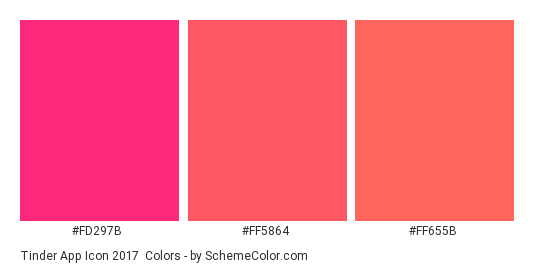 #FD297B #FF5864 #FF655B
Tinder App Icon 2017  Colors - by SchemeColor.com